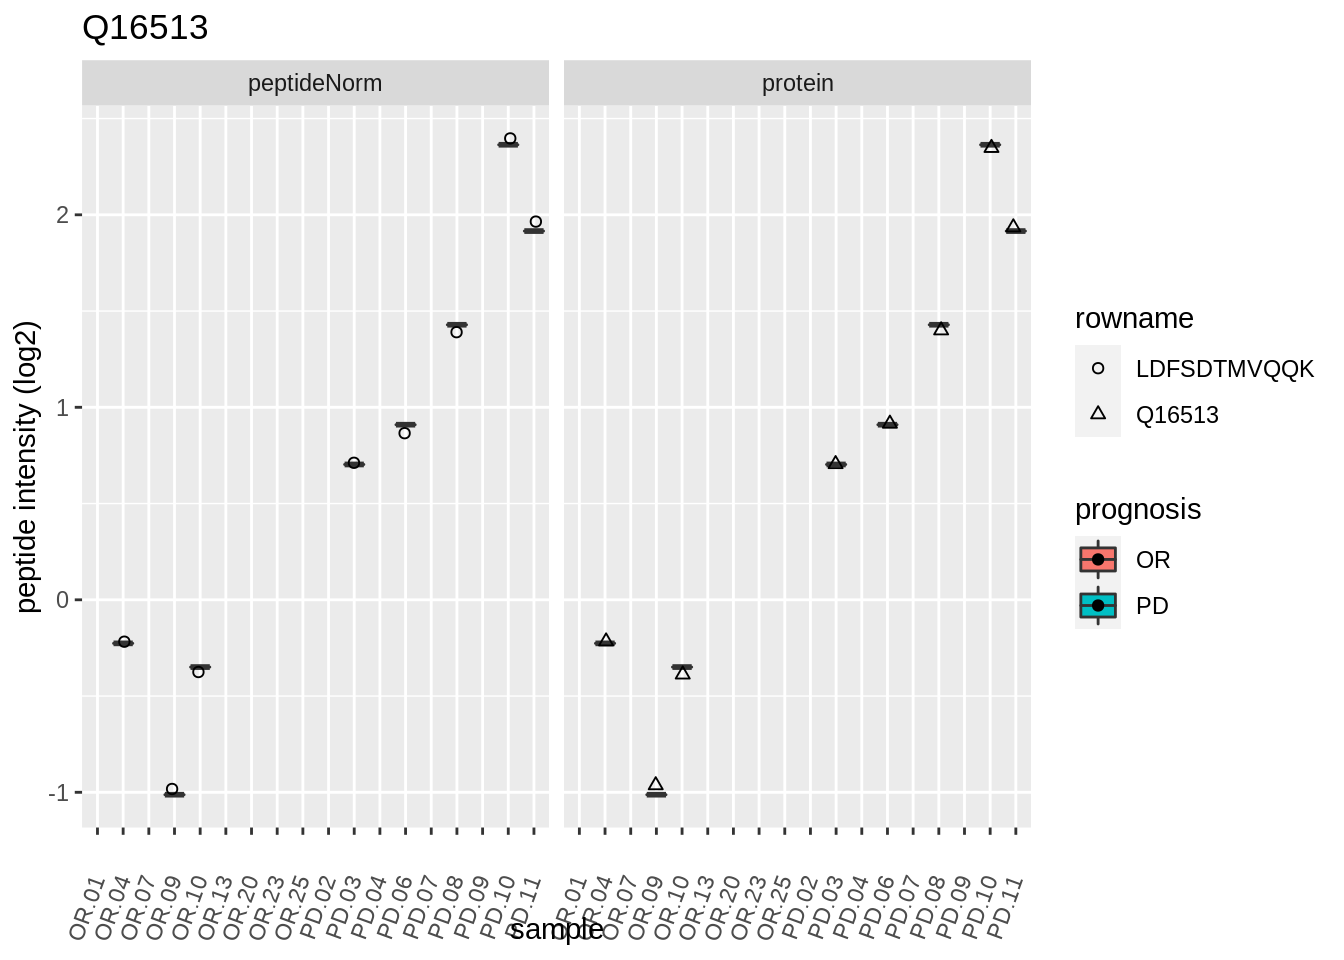 Q16513
peptideNorm
protein
peptide intensity (log2)
2
1
0
-1
OR.01
OR.04
OR.07
OR.09
OR.10
OR.13
OR.20
OR.23
OR.25
PD.02
PD.03
PD.04
PD.06
PD.07
PD.08
PD.09
PD.10
PD.11
OR.01
OR.04
OR.07
OR.09
OR.10
OR.13
OR.20
OR.23
OR.25
PD.02
PD.03
PD.04
PD.06
PD.07
PD.08
PD.09
PD.10
PD.11
sample
rowname
LDFSDTMVQQK
Q16513
prognosis
OR
PD